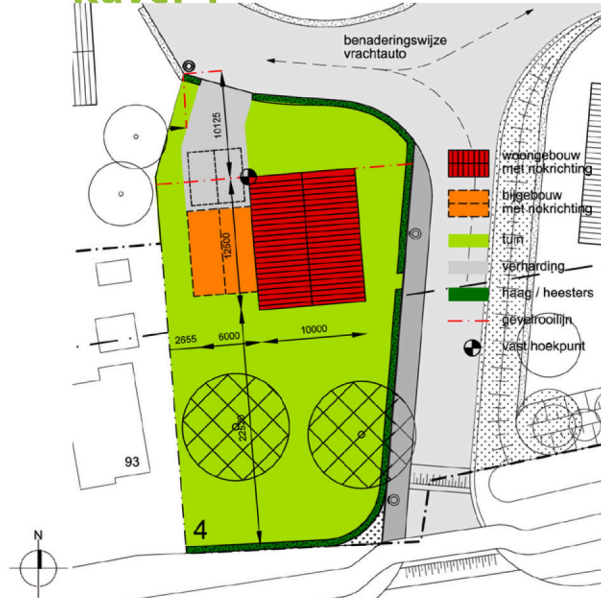 benaderingswijze
vrachtauto
10125
12500
2655
6000
10000
93
4
N
woongebouw
met nokrichting
bijgebouw
met nokrichting
tuin
verharding
haag / heesters
gevelrooilijn
vast hoekpunt